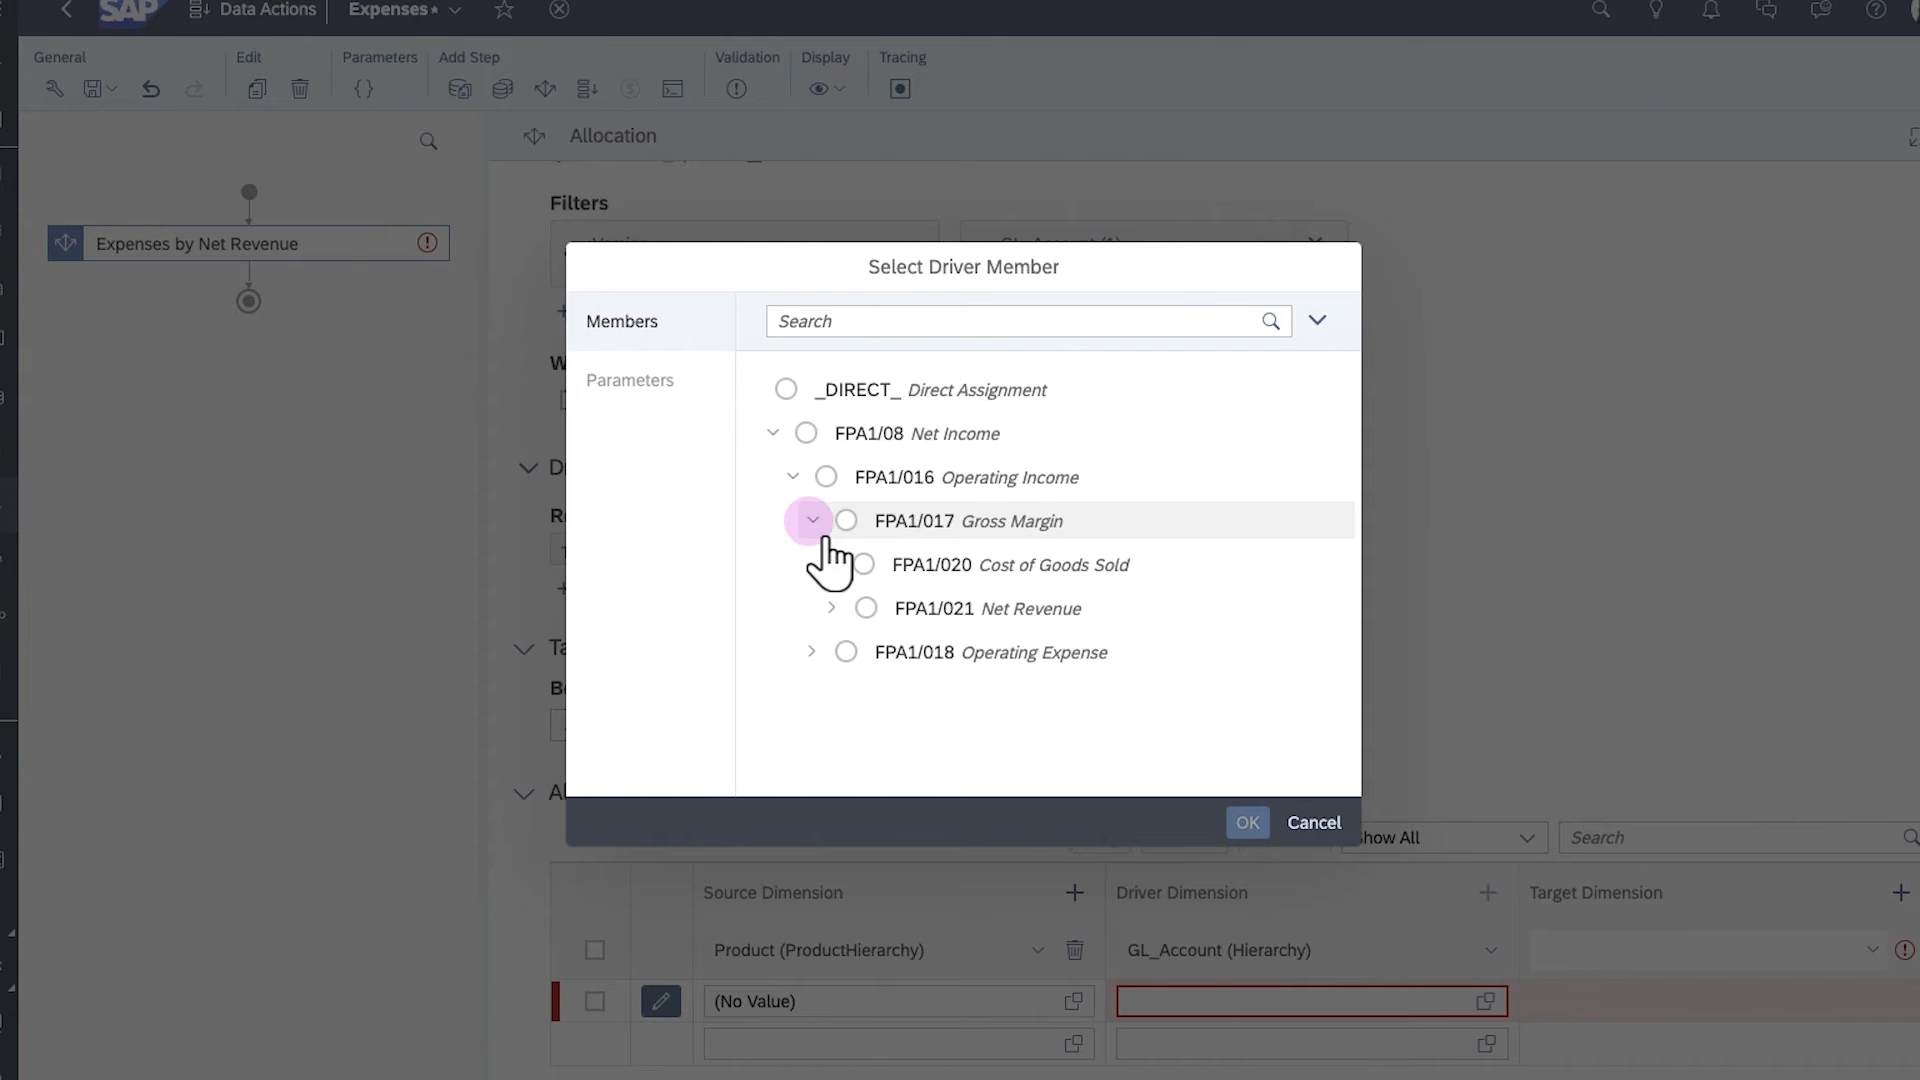 SAP Data Actions Expenses*
General Edit Parameters Add Step Validation Display Tracing
Allocation
Filters
Expenses by Net Revenue
Select Driver Member
Members
Search
Parameters
_DIRECT_ Direct Assignment
FPA1/08 Net Income
FPA1/016 Operating Income
FPA1/017 Gross Margin
FPA1/020 Cost of Goods Sold
FPA1/021 Net Revenue
FPA1/018 Operating Expense
OK Cancel
Show All Search
Source Dimension Driver Dimension Target Dimension
Product (ProductHierarchy) GL_Account (Hierarchy)
(No Value)